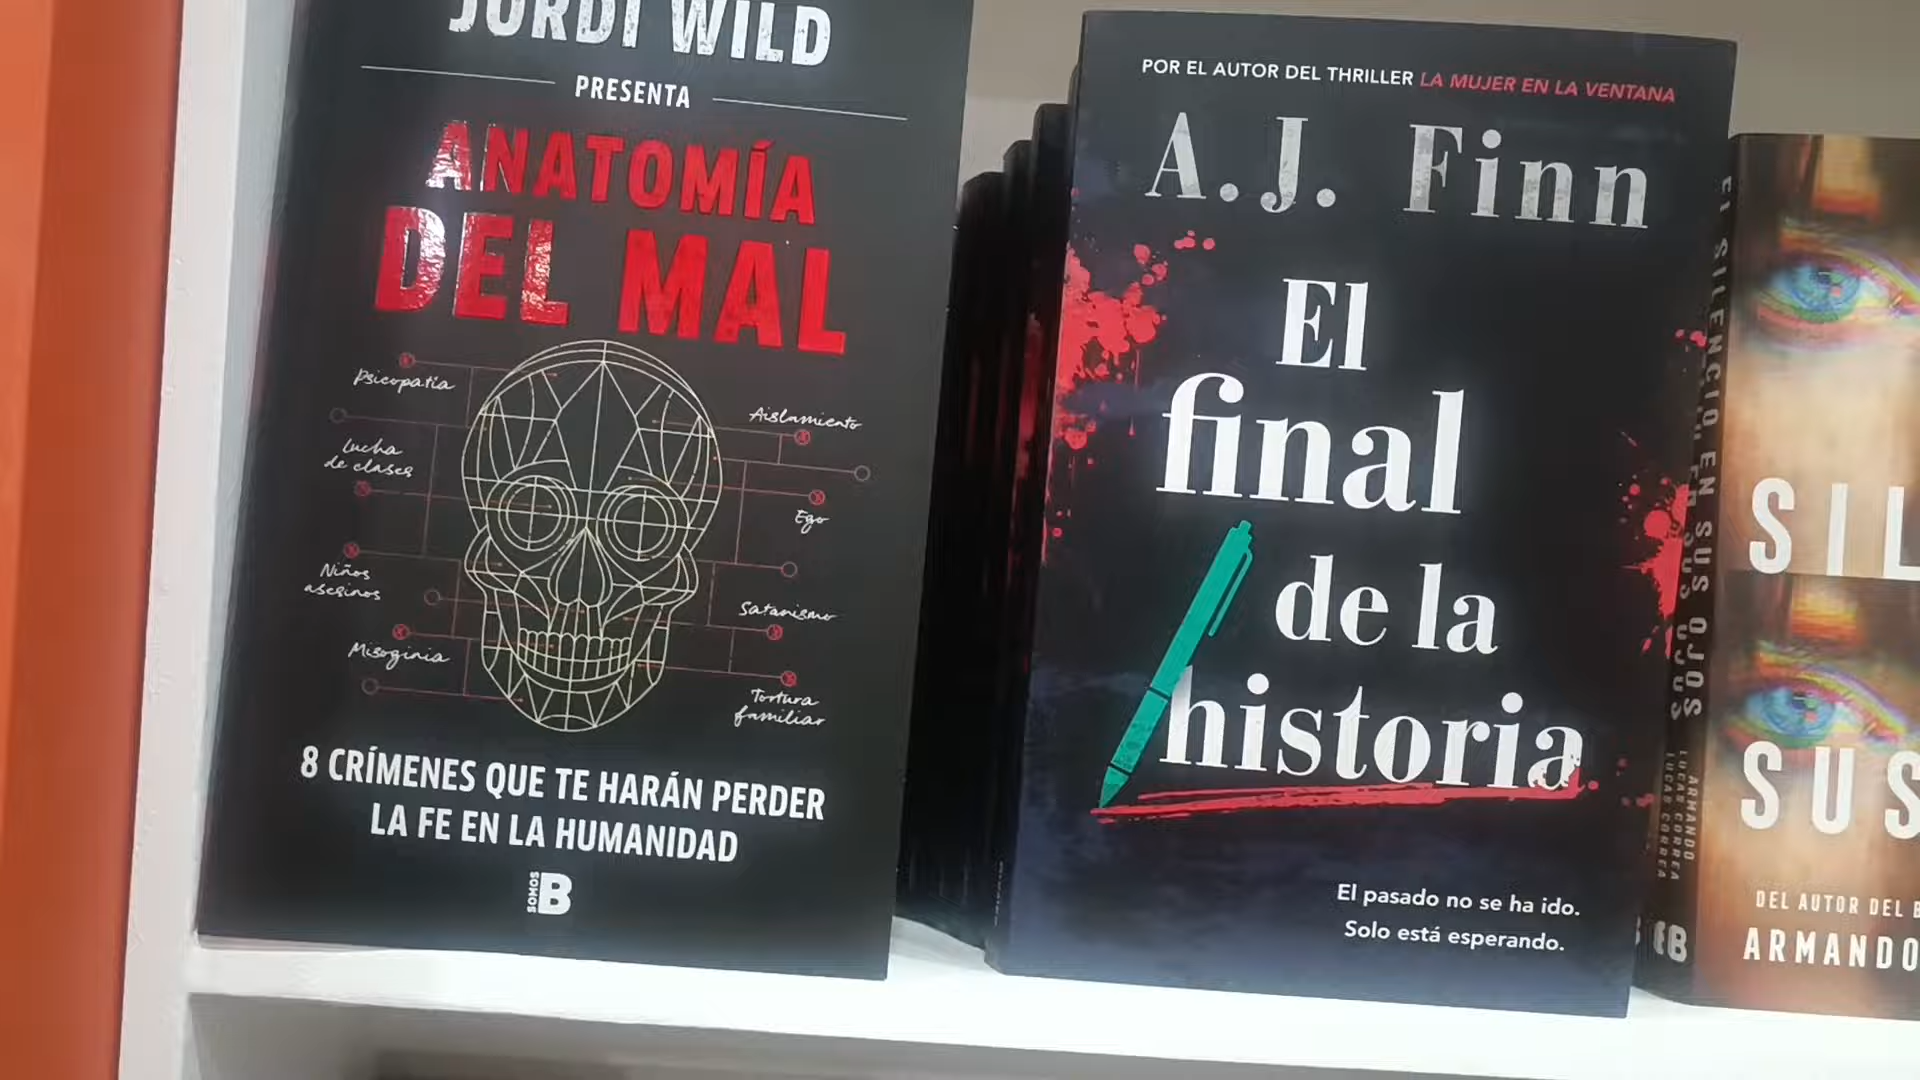 JORDI WILD
PRESENTA
ANATOMÍA
DEL MAL
Psicopatía
Aislamiento
Lucha
de clases
Ego
Niños
asesinos
Satanismo
Misoginia
Tortura
familiar
8 CRÍMENES QUE TE HARÁN PERDER
LA FE EN LA HUMANIDAD
SOMOS B
POR EL AUTOR DEL THRILLER LA MUJER EN LA VENTANA
A.J. Finn
El
final
de la
historia
El pasado no se ha ido.
Solo está esperando.
EL SILENCIO EN SUS OJOS
ARMANDO
LUCAS CORREA
LUCAS CORREA
B
SIL
SUS
DEL AUTOR DEL B
ARMANDO